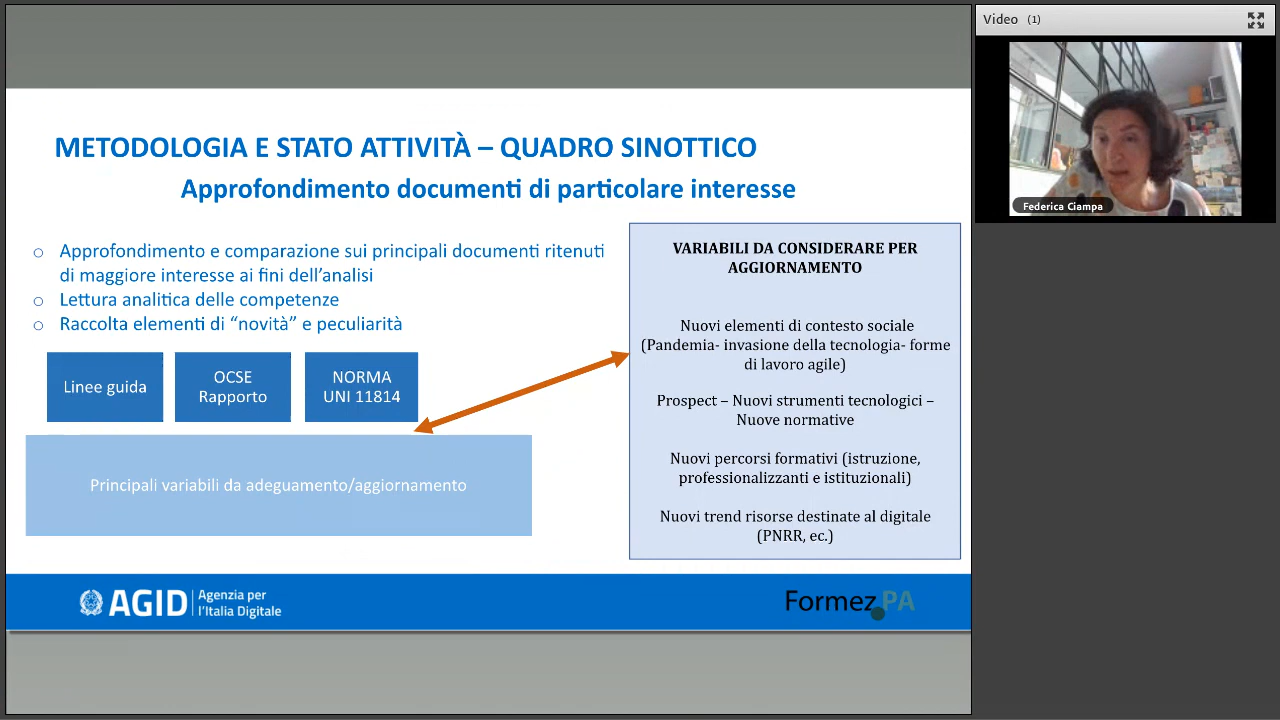 METODOLOGIA E STATO ATTIVITÀ – QUADRO SINOTTICO
Approfondimento documenti di particolare interesse
o Approfondimento e comparazione sui principali documenti ritenuti
di maggiore interesse ai fini dell’analisi
o Lettura analitica delle competenze
o Raccolta elementi di “novità” e peculiarità
Linee guida
OCSE
Rapporto
NORMA
UNI 11814
Principali variabili da adeguamento/aggiornamento
VARIABILI DA CONSIDERARE PER
AGGIORNAMENTO
Nuovi elementi di contesto sociale
(Pandemia- invasione della tecnologia- forme
di lavoro agile)
Prospect – Nuovi strumenti tecnologici –
Nuove normative
Nuovi percorsi formativi (istruzione,
professionalizzanti e istituzionali)
Nuovi trend risorse destinate al digitale
(PNRR, ec.)
AGID
Agenzia per
l’Italia Digitale
Formez PA
Video (1)
Federica Ciampa